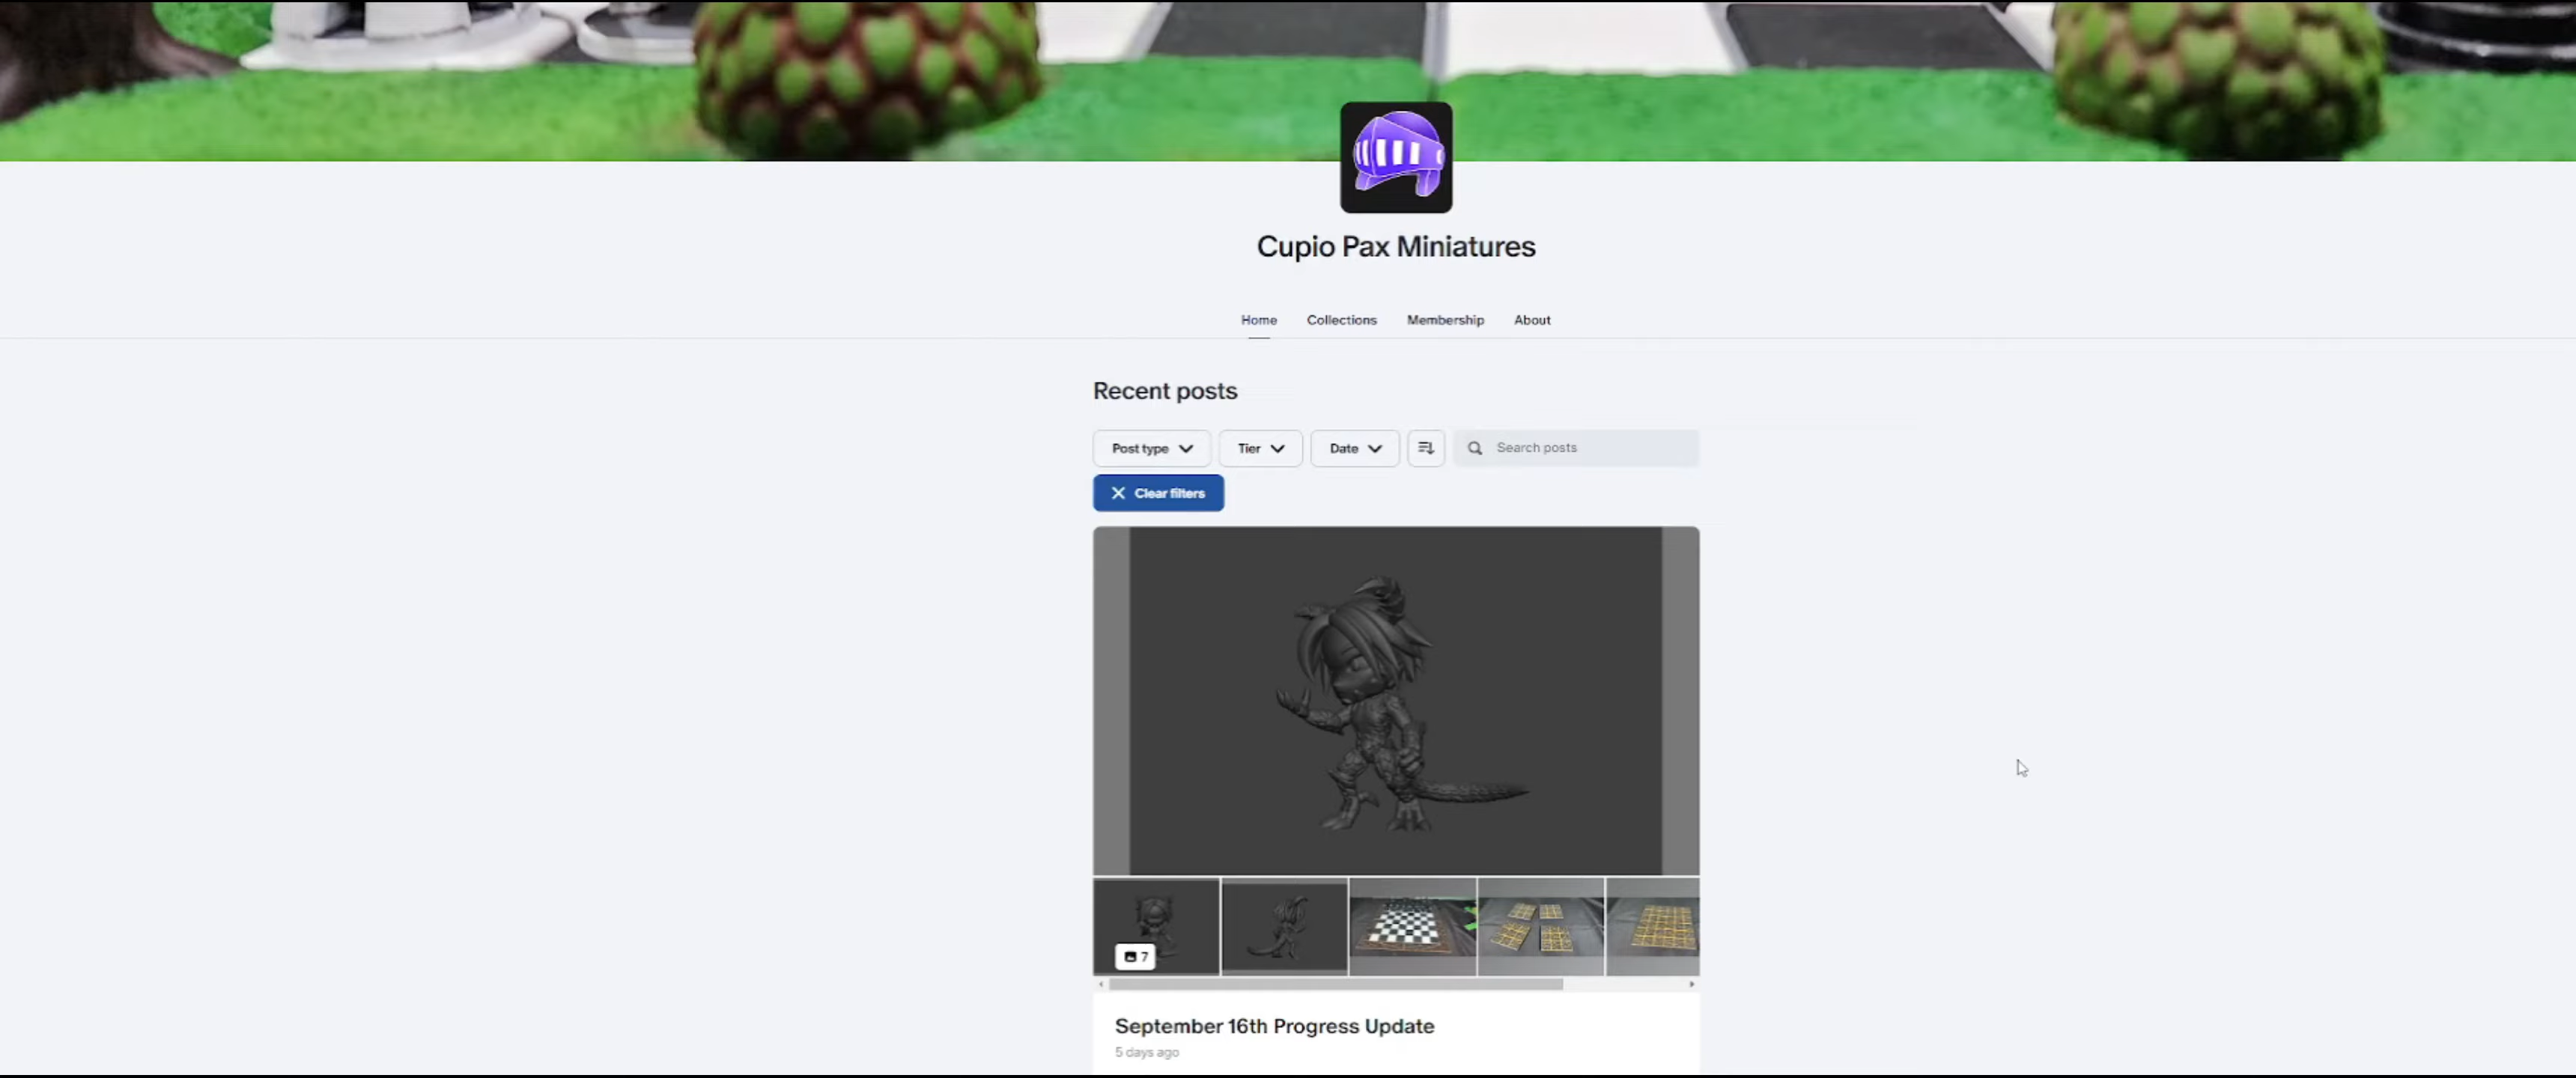 Cupio Pax Miniatures
Home Collections Membership About
Recent posts
Post type Tier Date Search posts
Clear filters
7
September 16th Progress Update
5 days ago